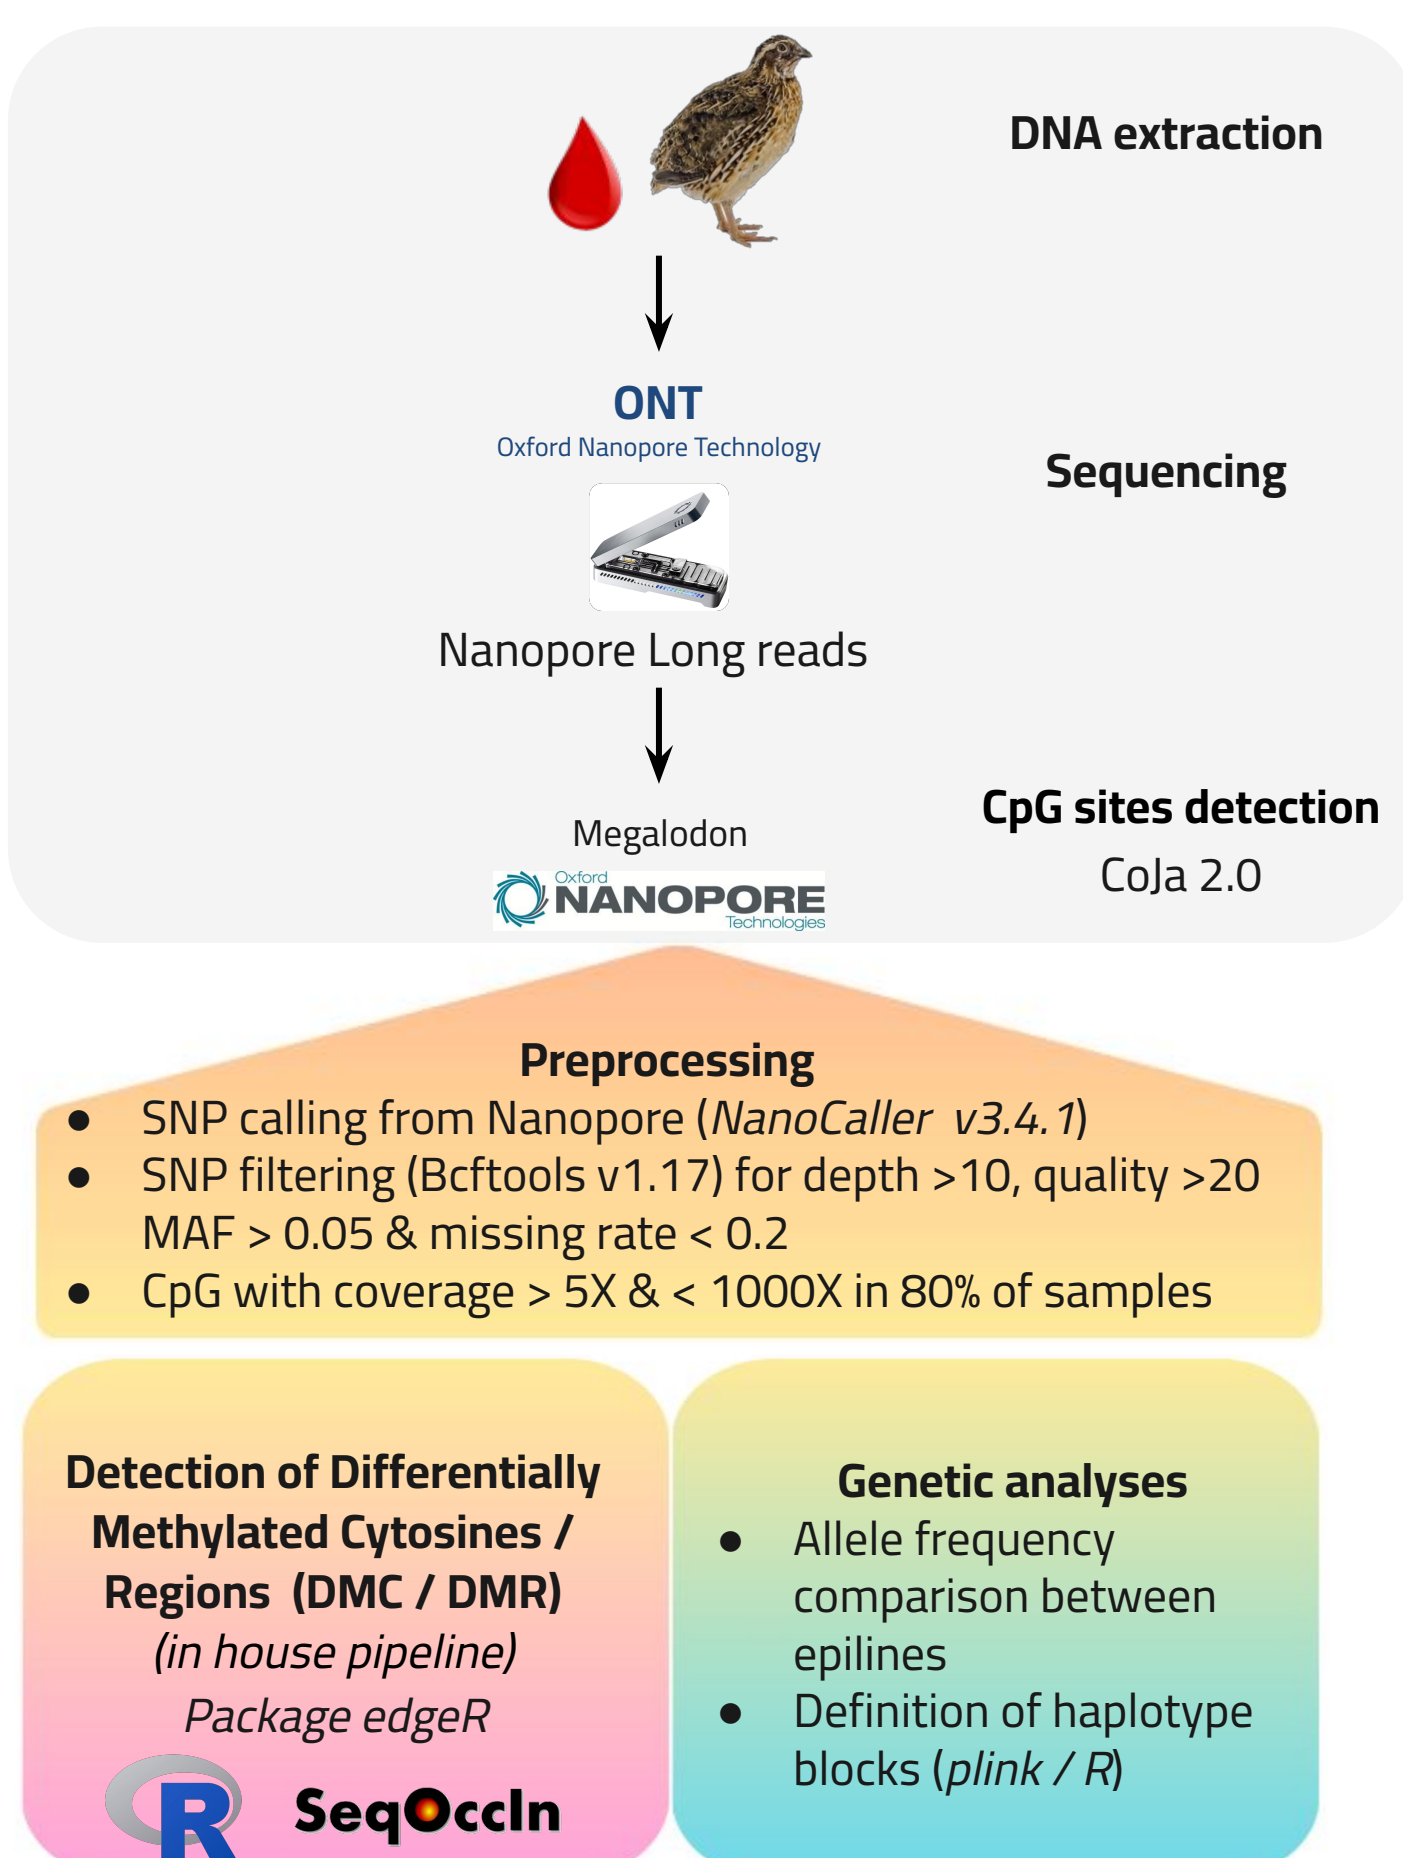 DNA extraction
ONT
Oxford Nanopore Technology
Sequencing
Nanopore Long reads
CpG sites detection
Megalodon
CoJa 2.0
Oxford
NANOPORE
Technologies
Preprocessing
● SNP calling from Nanopore (NanoCaller v3.4.1)
● SNP filtering (Bcftools v1.17) for depth >10, quality >20
MAF > 0.05 & missing rate < 0.2
● CpG with coverage > 5X & < 1000X in 80% of samples
Detection of Differentially
Methylated Cytosines /
Regions (DMC / DMR)
(in house pipeline)
Package edgeR
R
SeqOccIn
Genetic analyses
● Allele frequency
comparison between
epilines
● Definition of haplotype
blocks (plink / R)